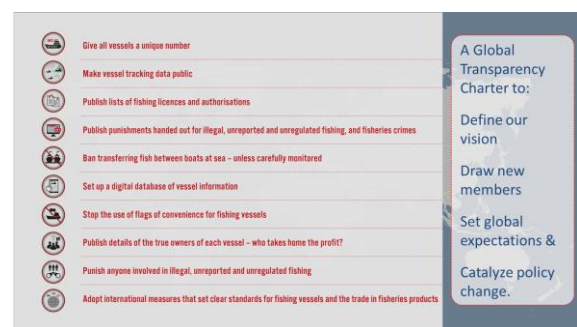 Give all vessels a unique number
Make vessel tracking data public
Publish lists of fishing licences and authorisations
Publish punishments handed out for illegal, unreported and unregulated fishing, and fisheries crimes
Ban transferring fish between boats at sea – unless carefully monitored
Set up a digital database of vessel information
Stop the use of flags of convenience for fishing vessels
Publish details of the true owners of each vessel – who takes home the profit?
Punish anyone involved in illegal, unreported and unregulated fishing
Adopt international measures that set clear standards for fishing vessels and the trade in fisheries products
A Global
Transparency
Charter to:
Define our
vision
Draw new
members
Set global
expectations &
Catalyze policy
change.